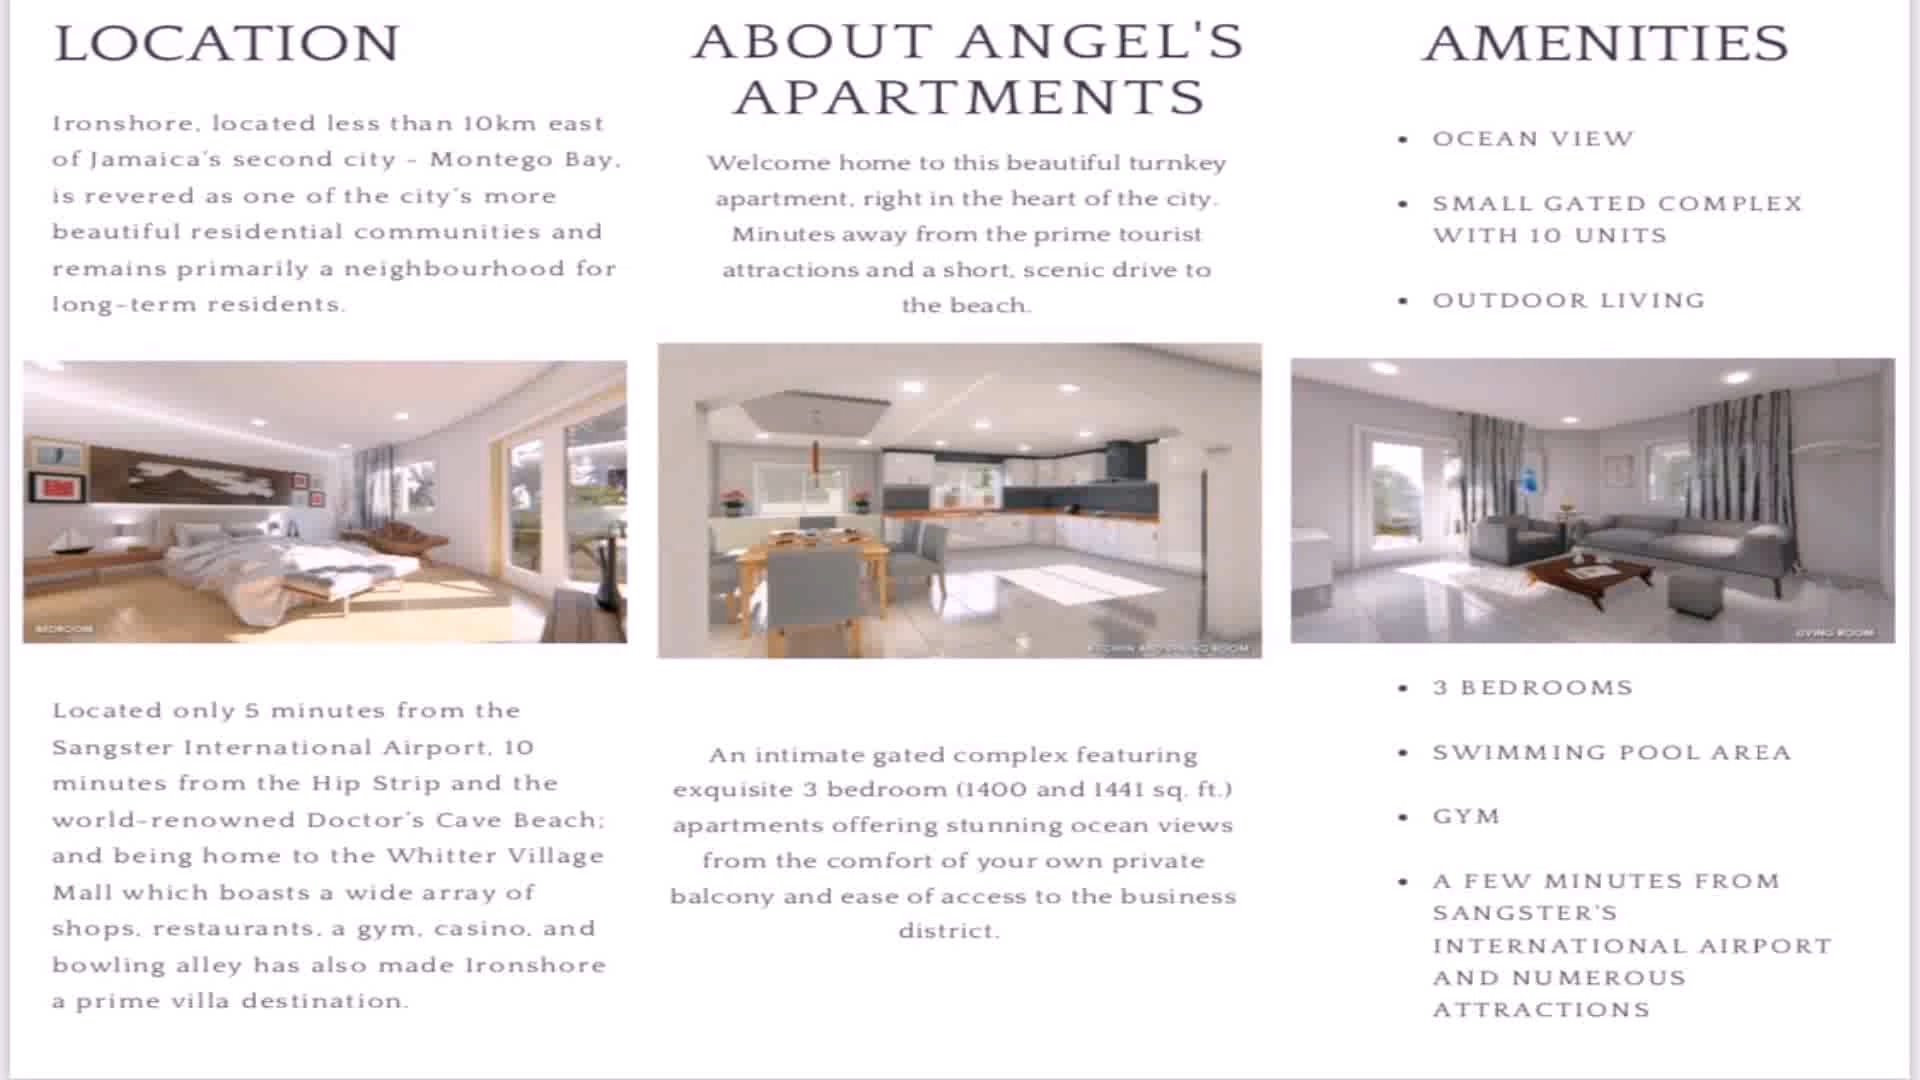 LOCATION
Ironshore, located less than 10km east
of Jamaica's second city - Montego Bay,
is revered as one of the city's more
beautiful residential communities and
remains primarily a neighbourhood for
long-term residents.
BEDROOM
Located only 5 minutes from the
Sangster International Airport, 10
minutes from the Hip Strip and the
world-renowned Doctor's Cave Beach;
and being home to the Whitter Village
Mall which boasts a wide array of
shops, restaurants, a gym, casino, and
bowling alley has also made Ironshore
a prime villa destination.
ABOUT ANGEL'S
APARTMENTS
Welcome home to this beautiful turnkey
apartment, right in the heart of the city.
Minutes away from the prime tourist
attractions and a short, scenic drive to
the beach.
KITCHEN AND DINING ROOM
An intimate gated complex featuring
exquisite 3 bedroom (1400 and 1441 sq. ft.)
apartments offering stunning ocean views
from the comfort of your own private
balcony and ease of access to the business
district.
AMENITIES
• OCEAN VIEW
• SMALL GATED COMPLEX
WITH 10 UNITS
• OUTDOOR LIVING
LIVING ROOM
• 3 BEDROOMS
• SWIMMING POOL AREA
• GYM
• A FEW MINUTES FROM
SANGSTER'S
INTERNATIONAL AIRPORT
AND NUMEROUS
ATTRACTIONS